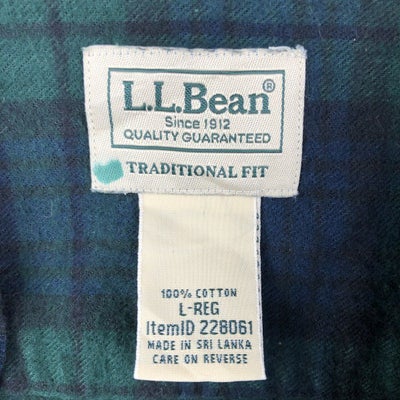 L.L.Bean®
Since 1912
QUALITY GUARANTEED
TRADITIONAL FIT
100% COTTON
L-REG
ItemID 228061
MADE IN SRI LANKA
CARE ON REVERSE